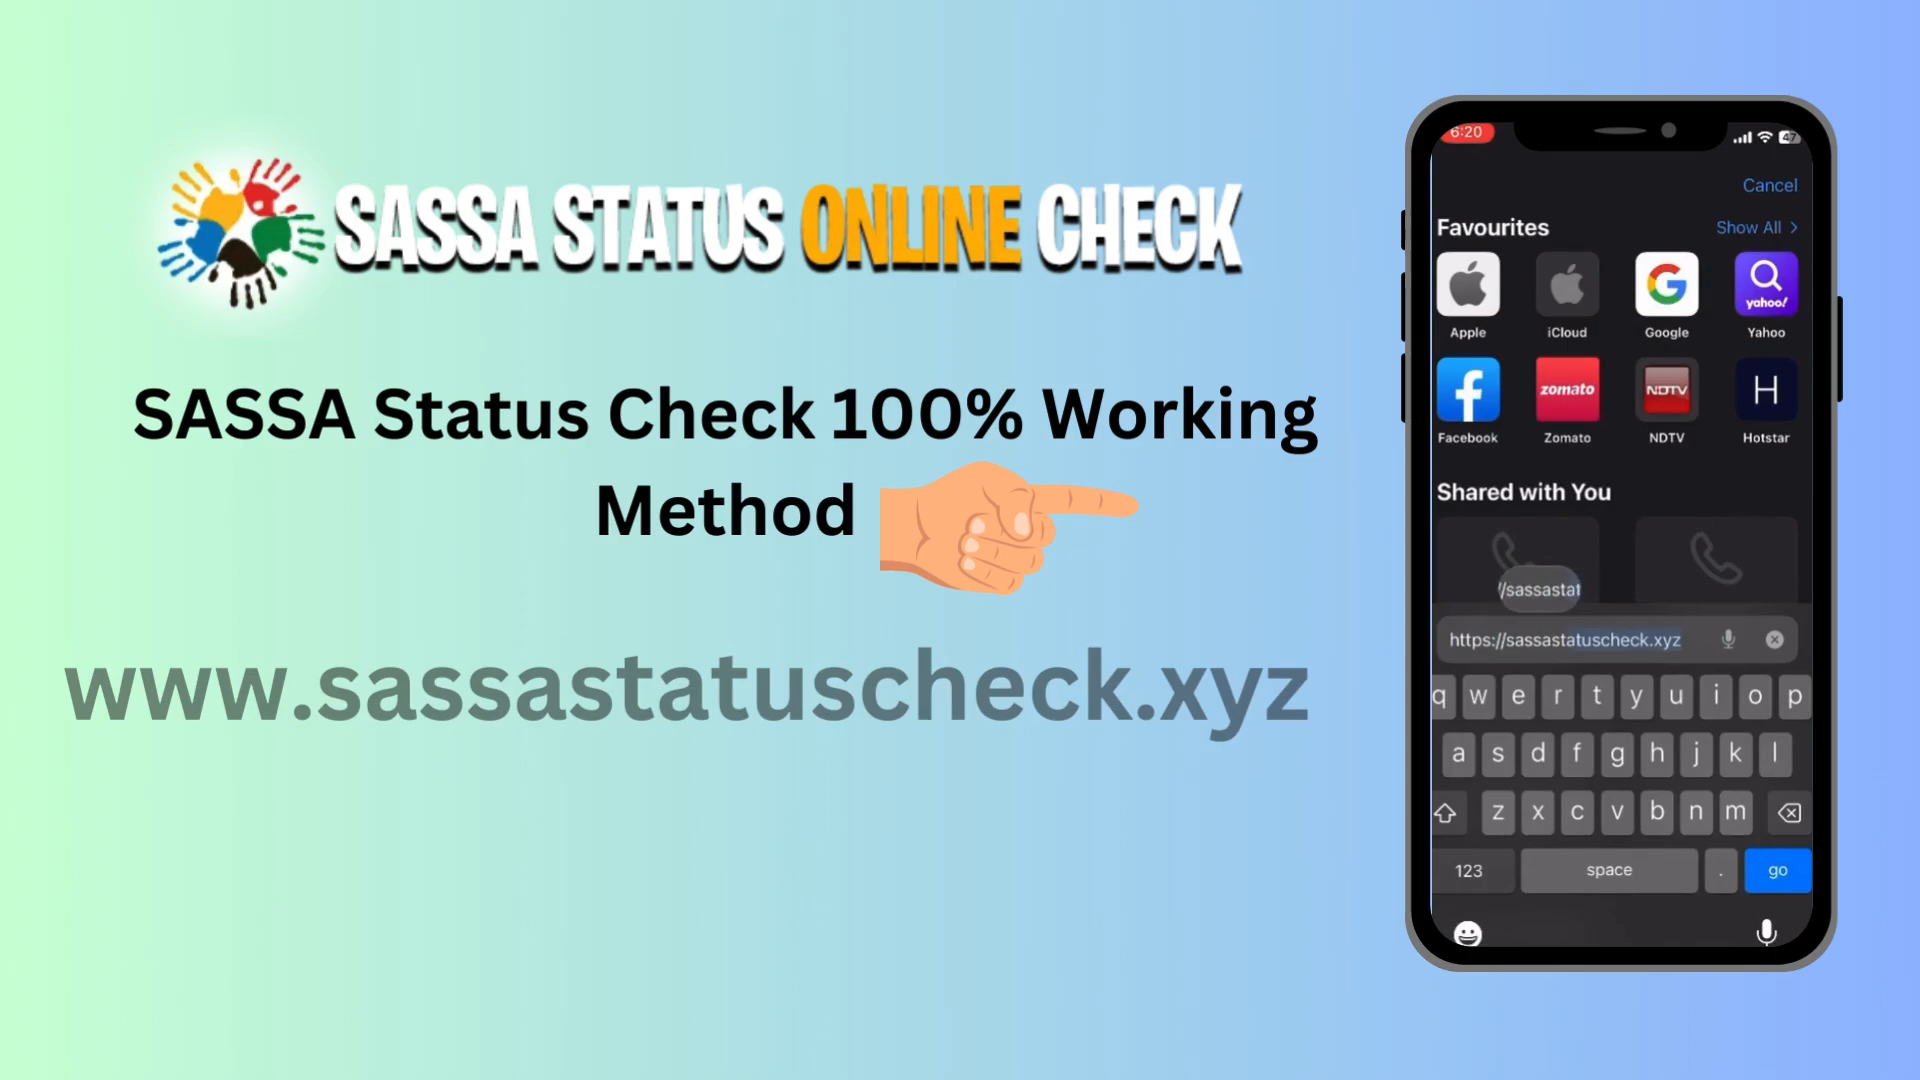 SASSA STATUS ONLINE CHECK
SASSA Status Check 100% Working
Method
www.sassastatuscheck.xyz
6:20
47
Cancel
Favourites
Show All >
Apple
iCloud
Google
yahoo!
Yahoo
Facebook
zomato
Zomato
NDTV
NDTV
H
Hotstar
Shared with You
/sassastat
https://sassastatuscheck.xyz
q w e r t y u i o p
a s d f g h j k l
z x c v b n m
123
space
.
go